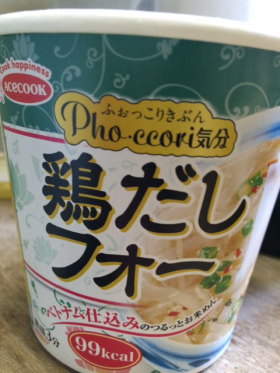 Cook happiness
ACECOOK
ふぉっこりきぶん
Pho・ccori気分
鶏だし
フォー
ベトナム仕込みのつるっとお米めん
99kcal